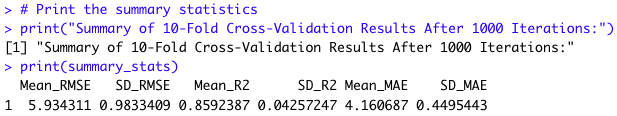 > # Print the summary statistics
> print("Summary of 10-Fold Cross-Validation Results After 1000 Iterations:")
[1] "Summary of 10-Fold Cross-Validation Results After 1000 Iterations:"
> print(summary_stats)
  Mean_RMSE   SD_RMSE   Mean_R2      SD_R2 Mean_MAE    SD_MAE
1  5.934311 0.9833409 0.8592387 0.04257247 4.160687 0.4495443